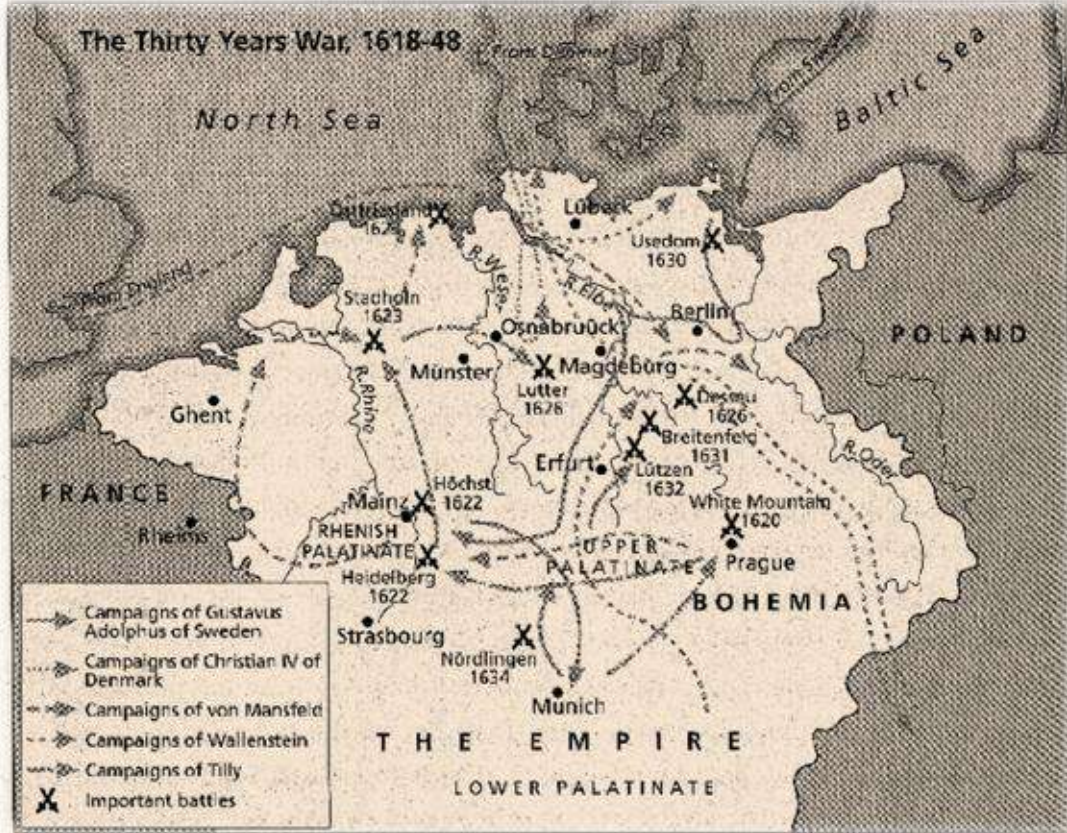 The Thirty Years War, 1618-48
From Denmark
From Sweden
Baltic Sea
North Sea
Ostfriesland
Lübeck
Usedom
1630
R. Weser
R. Elbe
From England
Stadholn
1623
Berlin
POLAND
Osnabruück
Münster
Magdeburg
Lutter
1626
Dessau
1626
R. Rhine
Ghent
Breitenfeld
1631
R. Oder
Erfurt
Lützen
1632
FRANCE
Höchst
1622
Mainz
White Mountain
1620
Rheims
RHENISH
PALATINATE
UPPER
PALATINATE
Prague
Heidelberg
1622
BOHEMIA
Strasbourg
Nördlingen
1634
Munich
THE EMPIRE
LOWER PALATINATE
Campaigns of Gustavus
Adolphus of Sweden
Campaigns of Christian IV of
Denmark
Campaigns of von Mansfeld
Campaigns of Wallenstein
Campaigns of Tilly
Important battles